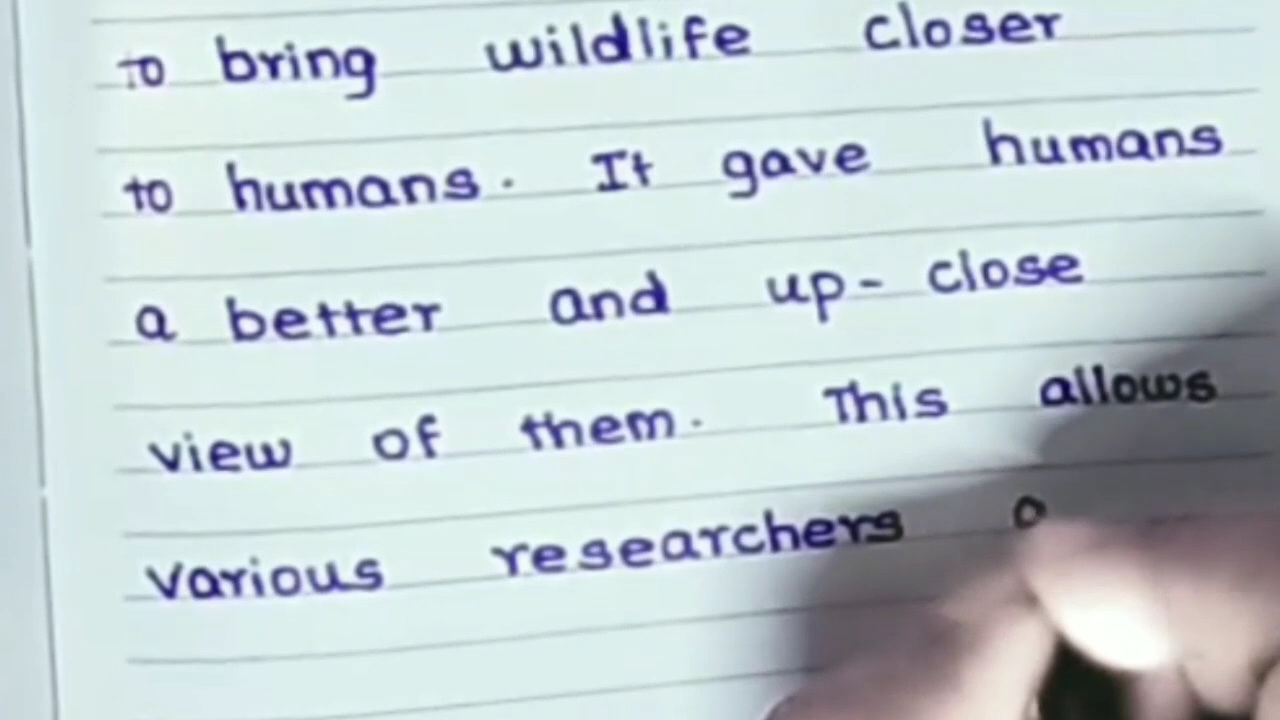 to bring wildlife closer
to humans. It gave humans
a better and up-close
view of them. This allows
various researchers